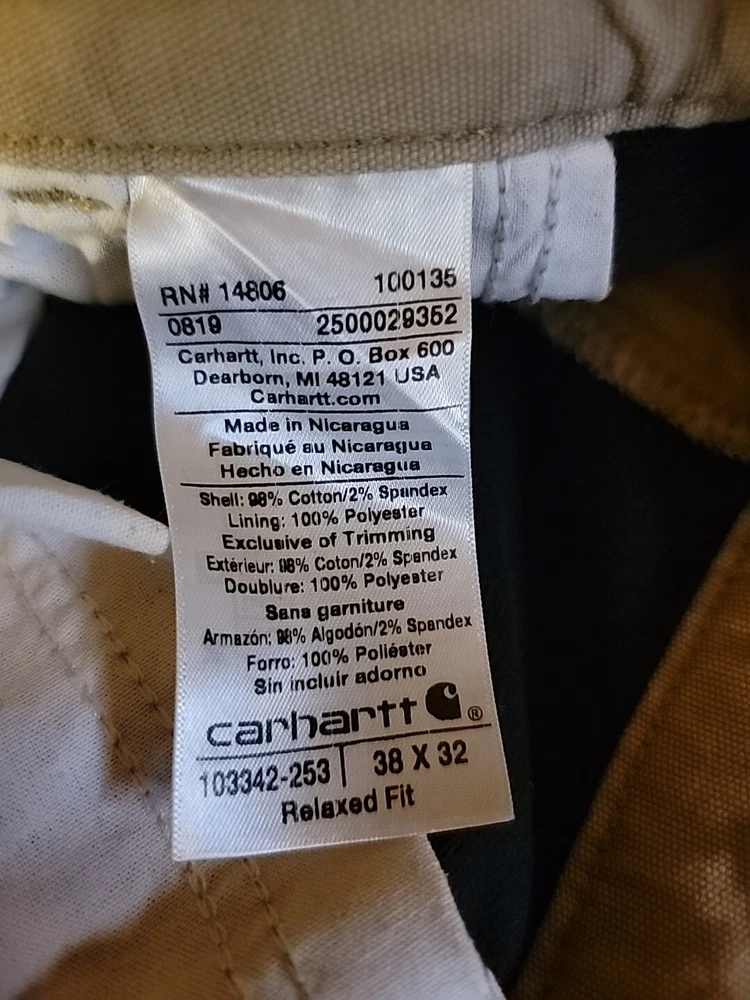 RN# 14806 100135
0819 2500029352
Carhartt, Inc. P. O. Box 600
Dearborn, MI 48121 USA
Carhartt.com
Made in Nicaragua
Fabriqué au Nicaragua
Hecho en Nicaragua
Shell: 98% Cotton/2% Spandex
Lining: 100% Polyester
Exclusive of Trimming
Extérieur: 98% Coton/2% Spandex
Doublure: 100% Polyester
Sans garniture
Armazón: 98% Algodón/2% Spandex
Forro: 100% Poliéster
Sin incluir adorno
carhartt ®
103342-253 38 X 32
Relaxed Fit